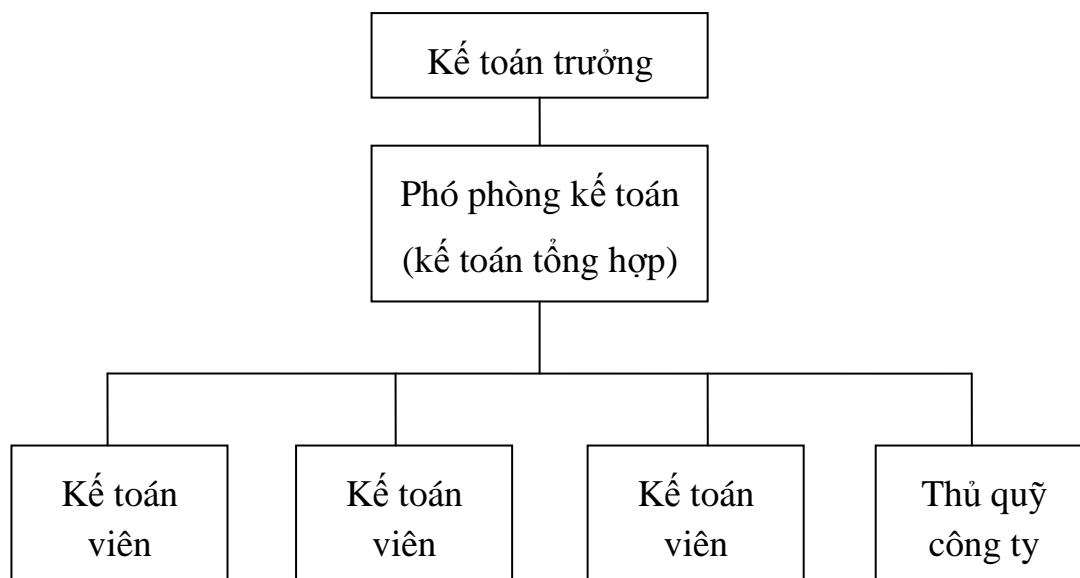 Kế toán trưởng
Phó phòng kế toán
(kế toán tổng hợp)
Kế toán
viên
Kế toán
viên
Kế toán
viên
Thủ quỹ
công ty